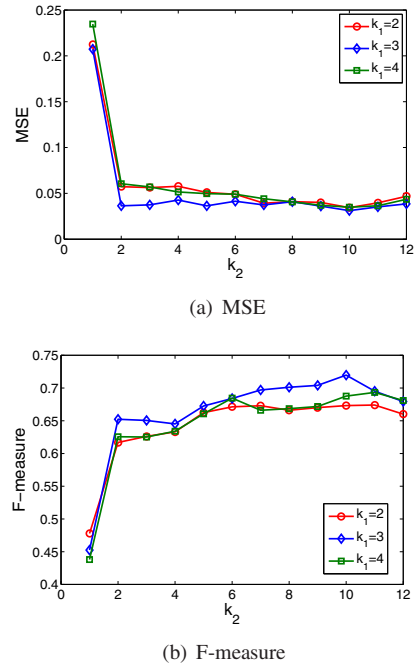 0.25
0.2
0.15
0.1
0.05
0
MSE
0 2 4 6 8 10 12
k2
k1=2
k1=3
k1=4
(a) MSE
0.75
0.7
0.65
0.6
0.55
0.5
0.45
0.4
F−measure
0 2 4 6 8 10 12
k2
k1=2
k1=3
k1=4
(b) F-measure